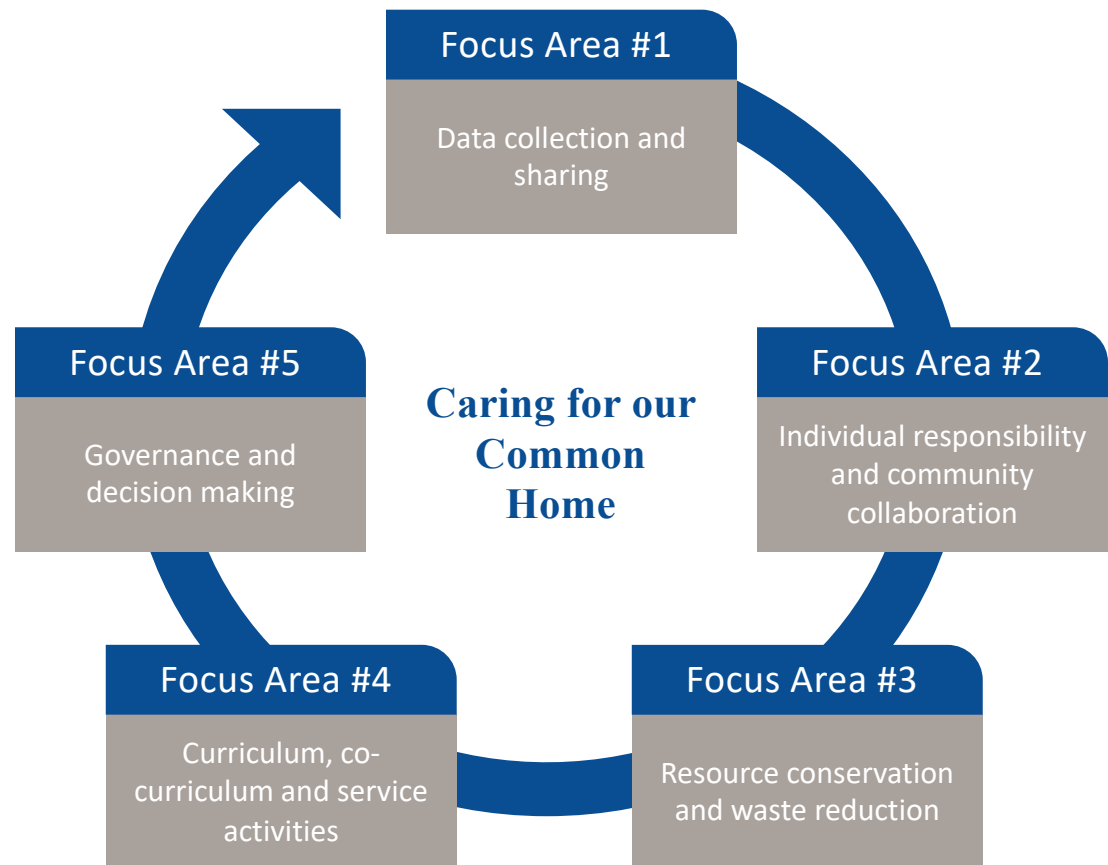 Focus Area #1
Data collection and
sharing
Focus Area #2
Individual responsibility
and community
collaboration
Focus Area #3
Resource conservation
and waste reduction
Focus Area #4
Curriculum, co-
curriculum and service
activities
Focus Area #5
Governance and
decision making
Caring for our
Common
Home